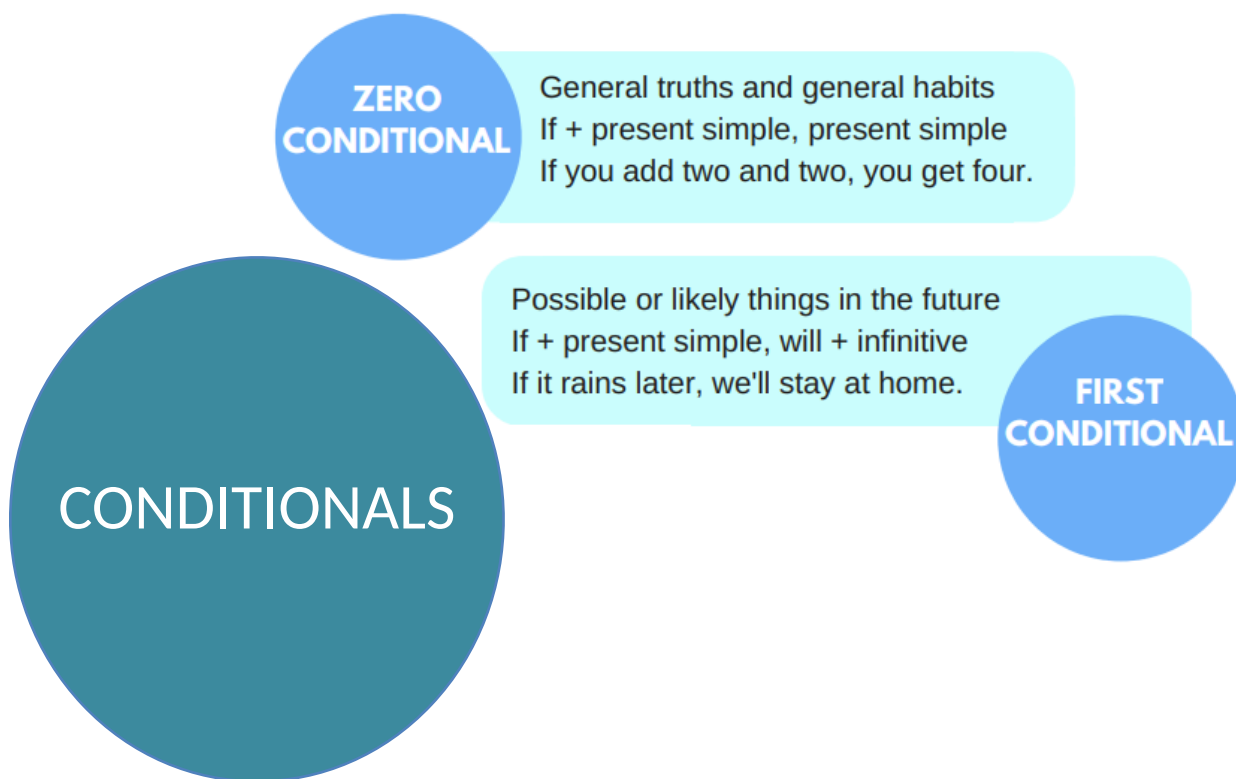 ZERO
CONDITIONAL
General truths and general habits
If + present simple, present simple
If you add two and two, you get four.
Possible or likely things in the future
If + present simple, will + infinitive
If it rains later, we'll stay at home.
FIRST
CONDITIONAL
CONDITIONALS